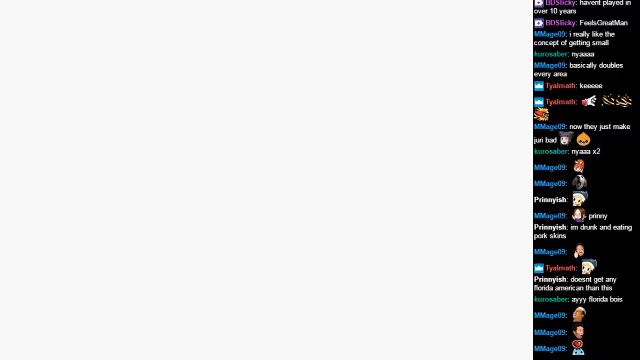 BDSlicky: havent played in
over 10 years
BDSlicky: FeelsGreatMan
MMage09: i really like the
concept of getting small
kurosaber: nyaaaa
MMage09: basically doubles
every area
Tyalmath: keeeee
Tyalmath:
MMage09: now they just make
juri bad
kurosaber: nyaaa x2
MMage09:
MMage09:
Prinnyish:
MMage09: prinny
Prinnyish: im drunk and eating
pork skins
MMage09:
Tyalmath:
Prinnyish: doesnt get any
florida american than this
kurosaber: ayyy florida bois
MMage09:
MMage09:
MMage09: